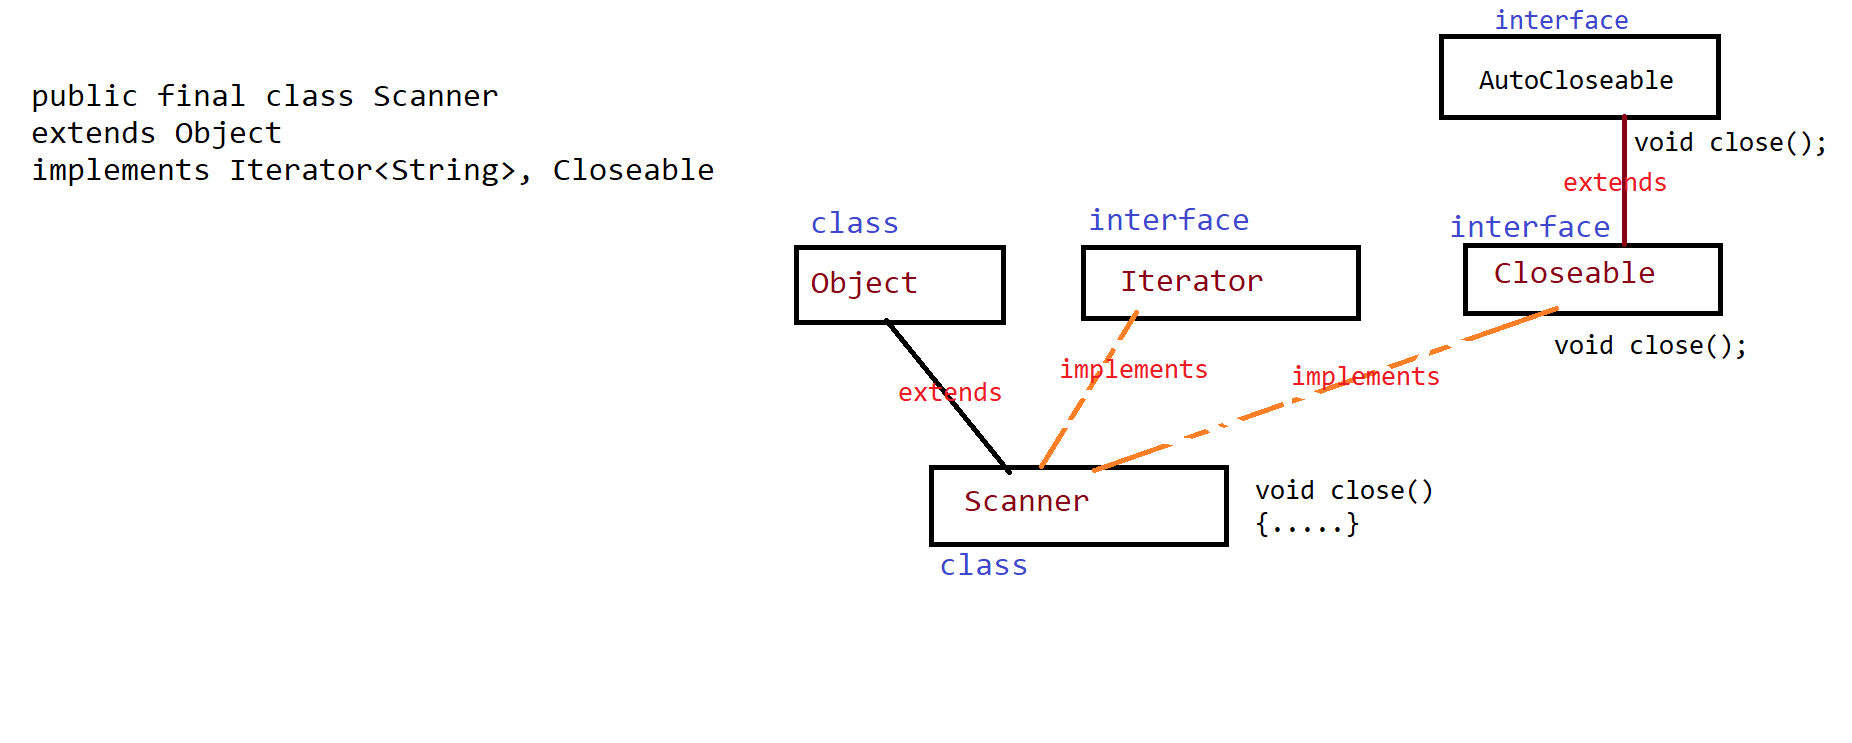 public final class Scanner
extends Object
implements Iterator<String>, Closeable
interface
AutoCloseable
void close();
extends
class
interface
interface
Object
Iterator
Closeable
void close();
extends
implements
implements
Scanner
void close()
{.....}
class